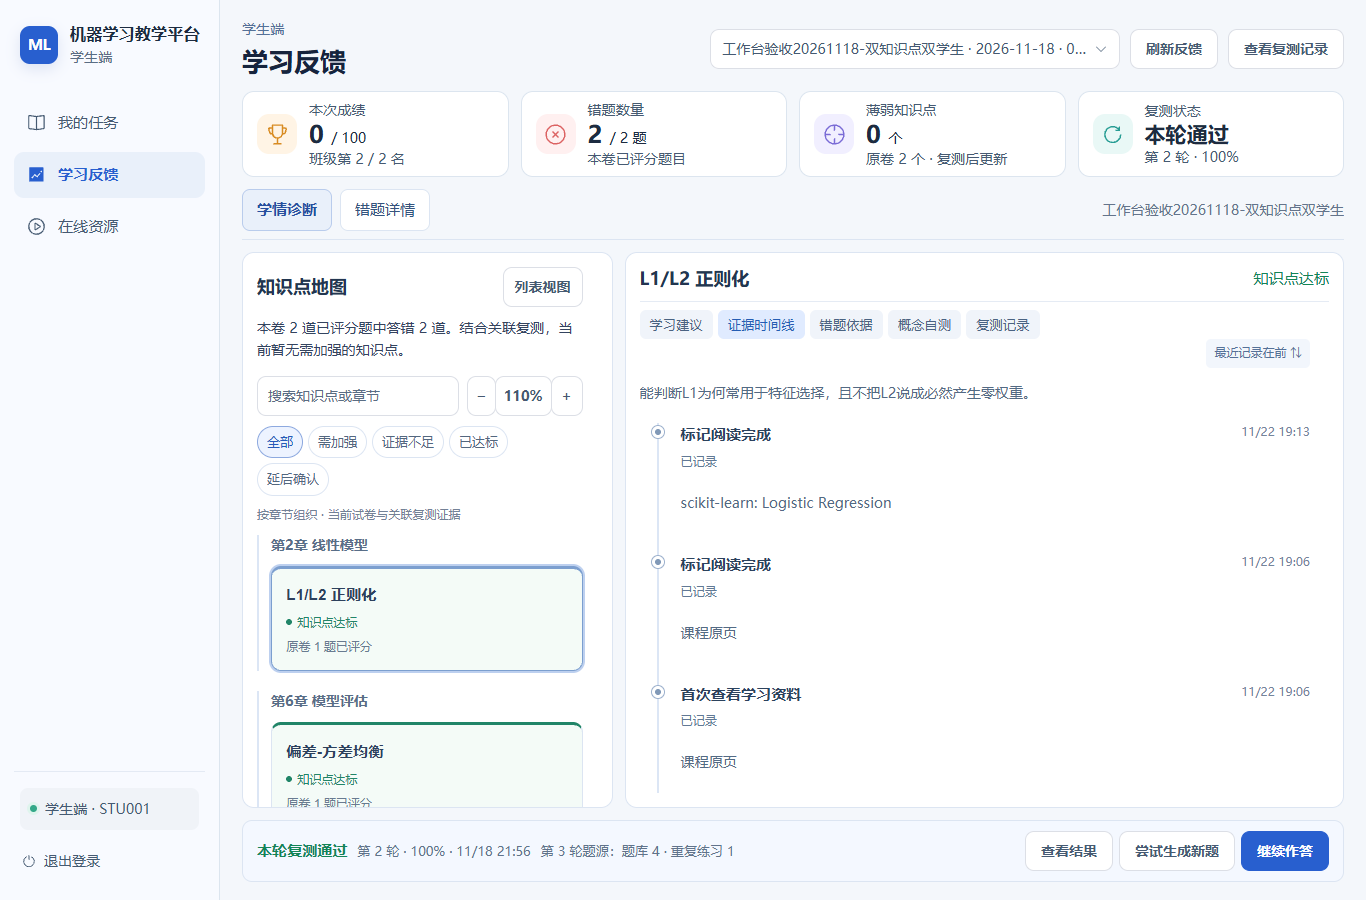 ML
机器学习教学平台
学生端
我的任务
学习反馈
在线资源
学生端 · STU001
退出登录
学生端
学习反馈
工作台验收20261118-双知识点双学生 · 2026-11-18 · 0...
刷新反馈
查看复测记录
本次成绩
0 / 100
班级第 2 / 2 名
错题数量
2 / 2 题
本卷已评分题目
薄弱知识点
0 个
原卷 2 个 · 复测后更新
复测状态
本轮通过
第 2 轮 · 100%
学情诊断
错题详情
工作台验收20261118-双知识点双学生
知识点地图
列表视图
本卷 2 道已评分题中答错 2 道。结合关联复测，当
前暂无需加强的知识点。
搜索知识点或章节
− 110% +
全部 需加强 证据不足 已达标
延后确认
按章节组织 · 当前试卷与关联复测证据
第2章 线性模型
L1/L2 正则化
知识点达标
原卷 1 题已评分
第6章 模型评估
偏差-方差均衡
知识点达标
原卷 1 题已评分
L1/L2 正则化
知识点达标
学习建议 证据时间线 错题依据 概念自测 复测记录
最近记录在前 ⇅
能判断L1为何常用于特征选择，且不把L2说成必然产生零权重。
标记阅读完成
11/22 19:13
已记录
scikit-learn: Logistic Regression
标记阅读完成
11/22 19:06
已记录
课程原页
首次查看学习资料
11/22 19:06
已记录
课程原页
本轮复测通过 第 2 轮 · 100% · 11/18 21:56 第 3 轮题源：题库 4 · 重复练习 1
查看结果
尝试生成新题
继续作答